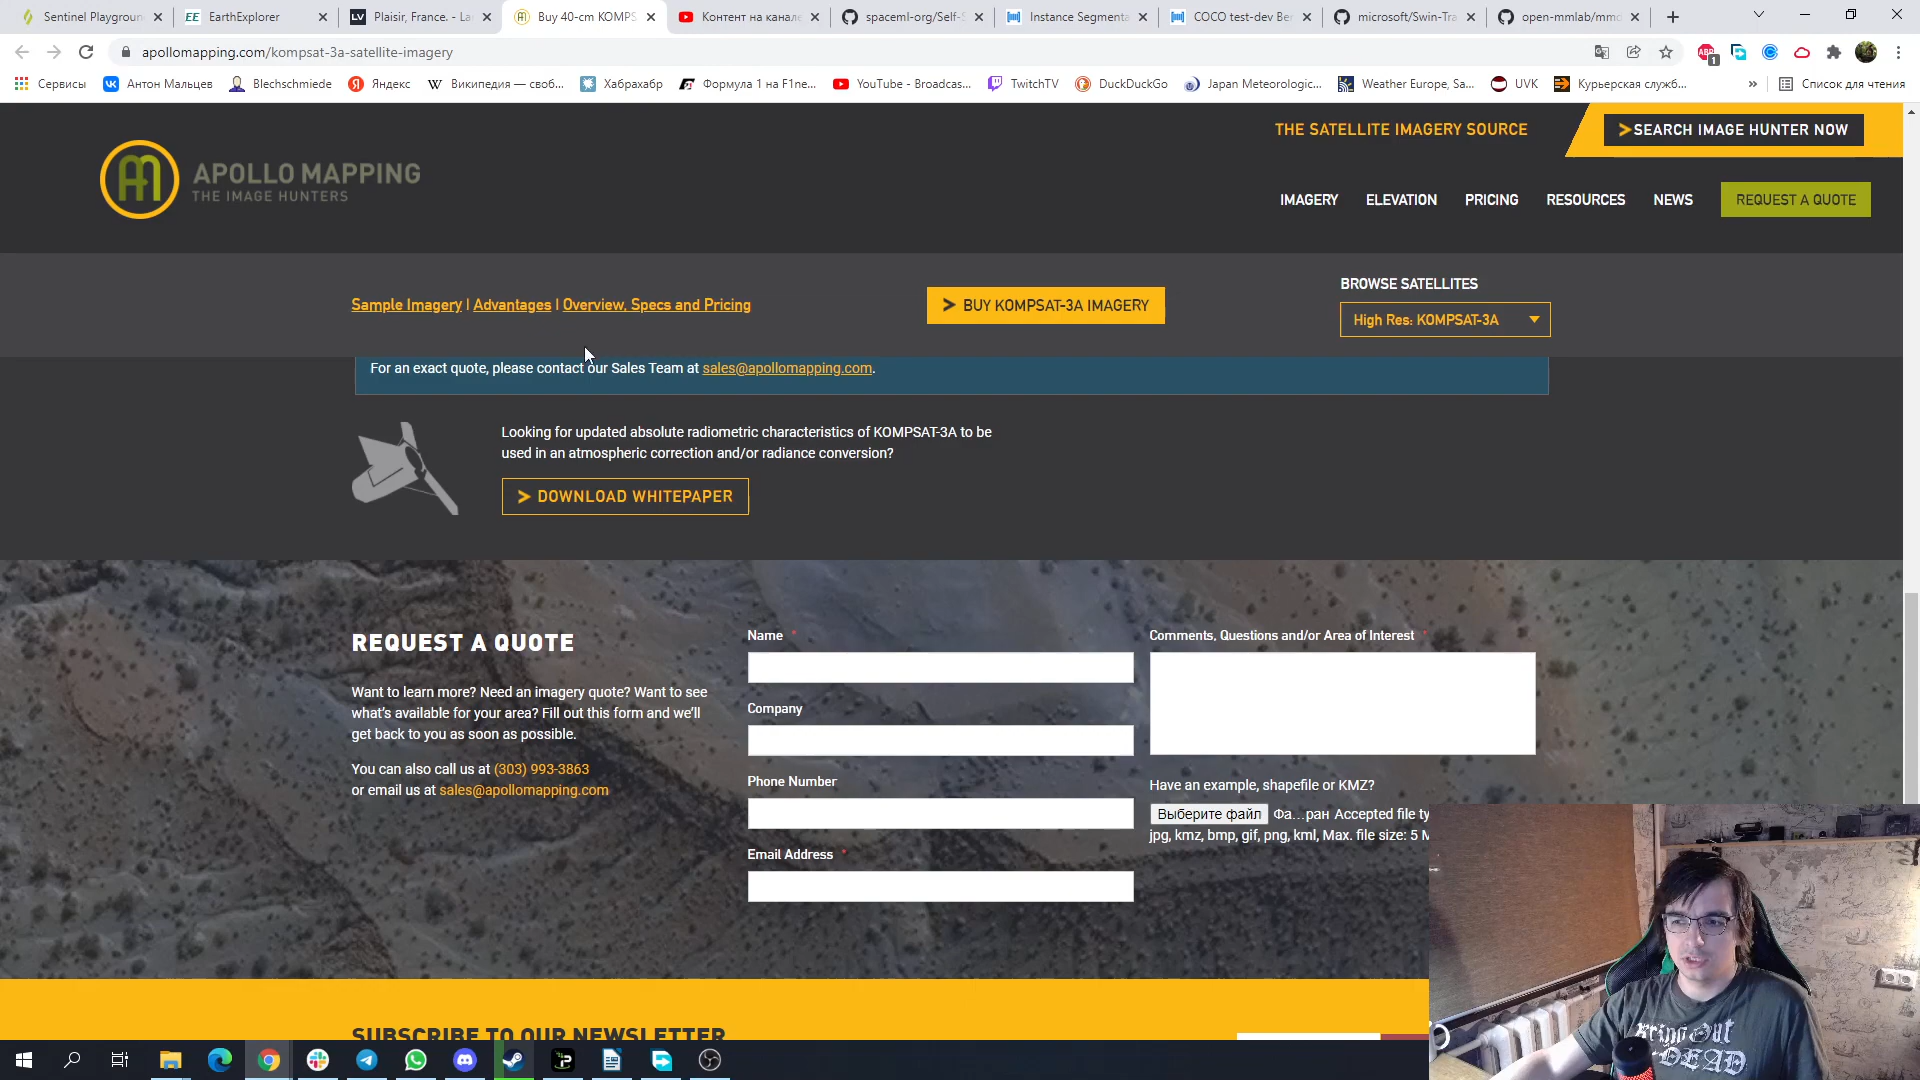 Sentinel Playgroun
EarthExplorer
Plaisir, France. - La
Buy 40-cm KOMPS
Контент на канале
spaceml-org/Self-S
Instance Segmenta
COCO test-dev Be
microsoft/Swin-Tra
open-mmlab/mm
apollomapping.com/kompsat-3a-satellite-imagery
Сервисы
Антон Мальцев
Blechschmiede
Яндекс
Википедия — своб...
Хабрахабр
Формула 1 на F1ne...
YouTube - Broadcas...
TwitchTV
DuckDuckGo
Japan Meteorologic...
Weather Europe, Sa...
UVK
Курьерская служб...
»
Список для чтения
THE SATELLITE IMAGERY SOURCE
SEARCH IMAGE HUNTER NOW
APOLLO MAPPING
THE IMAGE HUNTERS
IMAGERY
ELEVATION
PRICING
RESOURCES
NEWS
REQUEST A QUOTE
Sample Imagery | Advantages | Overview, Specs and Pricing
BUY KOMPSAT-3A IMAGERY
BROWSE SATELLITES
High Res: KOMPSAT-3A
For an exact quote, please contact our Sales Team at sales@apollomapping.com.
Looking for updated absolute radiometric characteristics of KOMPSAT-3A to be
used in an atmospheric correction and/or radiance conversion?
DOWNLOAD WHITEPAPER
REQUEST A QUOTE
Want to learn more? Need an imagery quote? Want to see
what's available for your area? Fill out this form and we'll
get back to you as soon as possible.
You can also call us at (303) 993-3863
or email us at sales@apollomapping.com
Name *
Company
Phone Number
Email Address *
Comments, Questions and/or Area of Interest *
Have an example, shapefile or KMZ?
Выберите файл Фа...ран Accepted file ty
jpg, kmz, bmp, gif, png, kml, Max. file size: 5 M
SUBSCRIBE TO OUR NEWSLETTER
Bring Out
DEAD